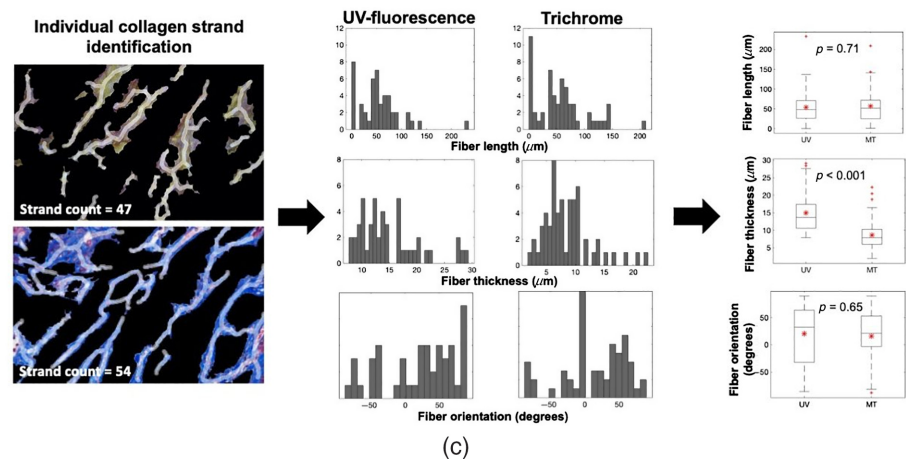 Individual collagen strand
identification
Strand count = 47
Strand count = 54
UV-fluorescence
Trichrome
12
10
8
6
4
2
0
0 50 100 150 200
12
10
8
6
4
2
0
0 50 100 150 200
Fiber length (μm)
8
6
4
2
0
10 15 20 25 30
8
6
4
2
0
5 10 15 20
Fiber thickness (μm)
−50 0 50
−50 0 50
Fiber orientation (degrees)
Fiber length (μm)
200
150
100
50
0
p = 0.71
UV MT
Fiber thickness (μm)
30
25
20
15
10
5
p < 0.001
UV MT
Fiber orientation
(degrees)
50
0
−50
p = 0.65
UV MT
(c)